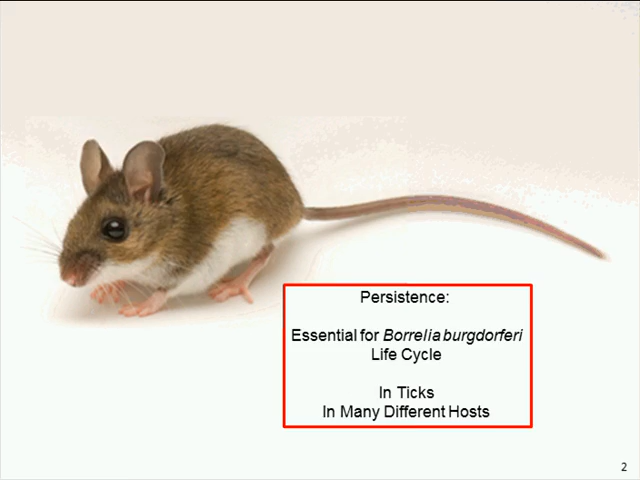 Persistence:
Essential for Borrelia burgdorferi
Life Cycle
In Ticks
In Many Different Hosts
2